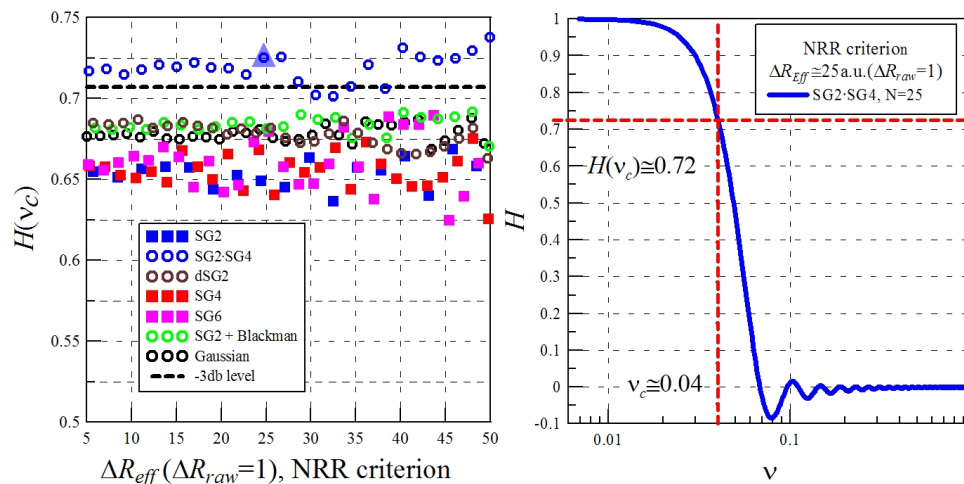 0.75
0.7
0.65
0.6
0.55
0.5
H(νC)
SG2
SG2·SG4
dSG2
SG4
SG6
SG2 + Blackman
Gaussian
-3db level
5 10 15 20 25 30 35 40 45 50
ΔReff (ΔRraw=1), NRR criterion
1
0.9
0.8
0.7
0.6
0.5
0.4
0.3
0.2
0.1
0
-0.1
H
NRR criterion
ΔREff≅25a.u.(ΔRraw=1)
SG2·SG4, N=25
H(νc)≅0.72
νc≅0.04
0.01 0.1
ν